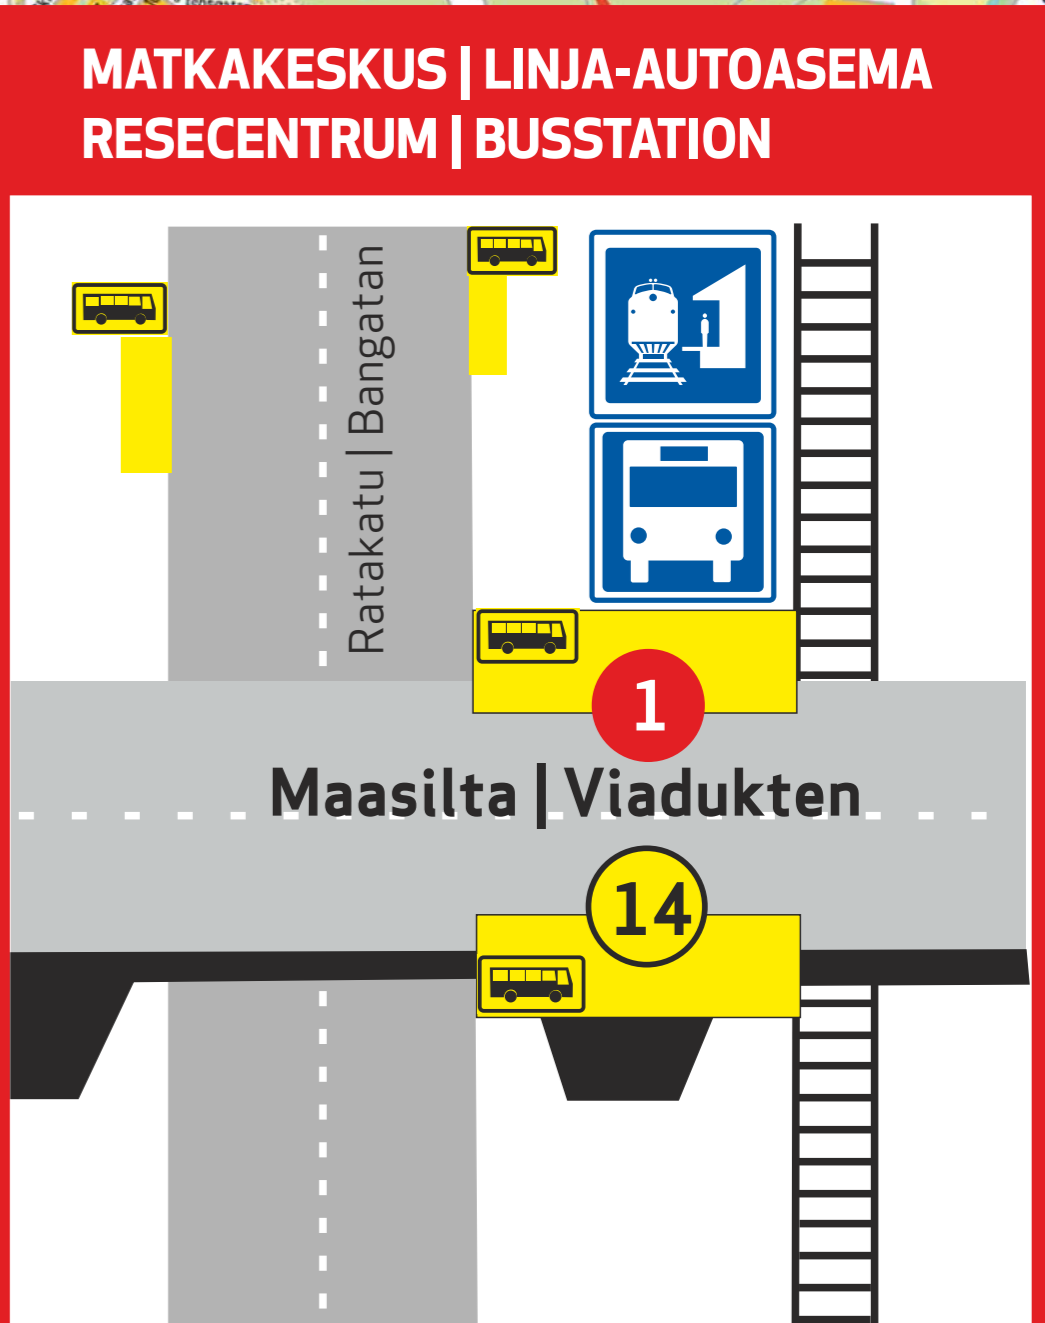 MATKAKESKUS | LINJA-AUTOASEMA
RESECENTRUM | BUSSTATION
Ratakatu | Bangatan
1
Maasilta | Viadukten
14